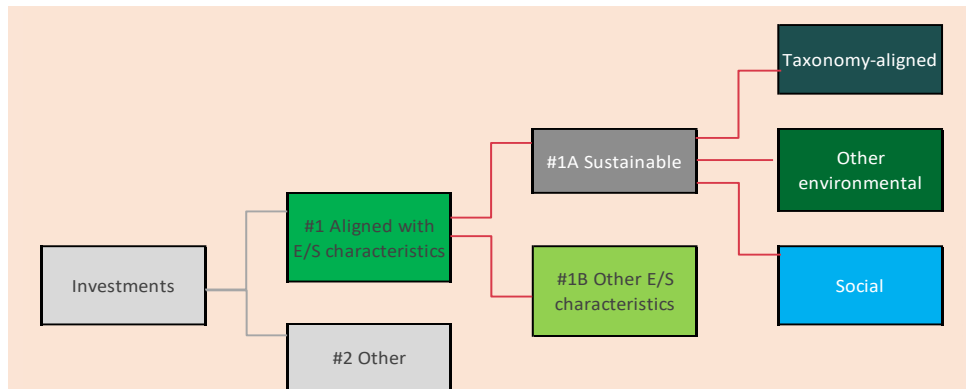 Investments
#1 Aligned with
E/S characteristics
#2 Other
#1A Sustainable
#1B Other E/S
characteristics
Taxonomy-aligned
Other
environmental
Social